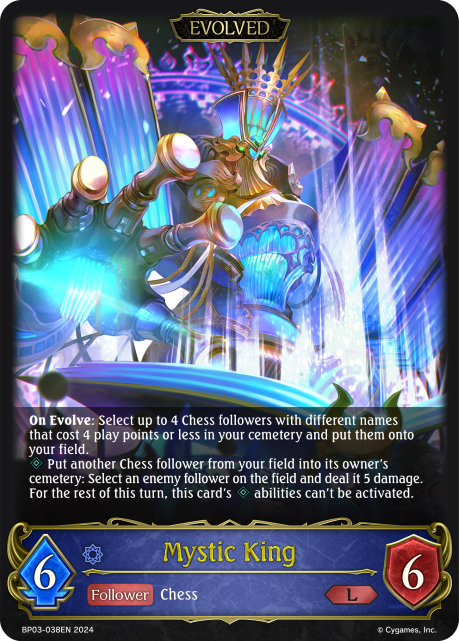 EVOLVED
On Evolve: Select up to 4 Chess followers with different names
that cost 4 play points or less in your cemetery and put them onto
your field.
Put another Chess follower from your field into its owner's
cemetery: Select an enemy follower on the field and deal it 5 damage.
For the rest of this turn, this card's abilities can't be activated.
Mystic King
6
Follower Chess
L
6
BP03-038EN 2024
© Cygames, Inc.